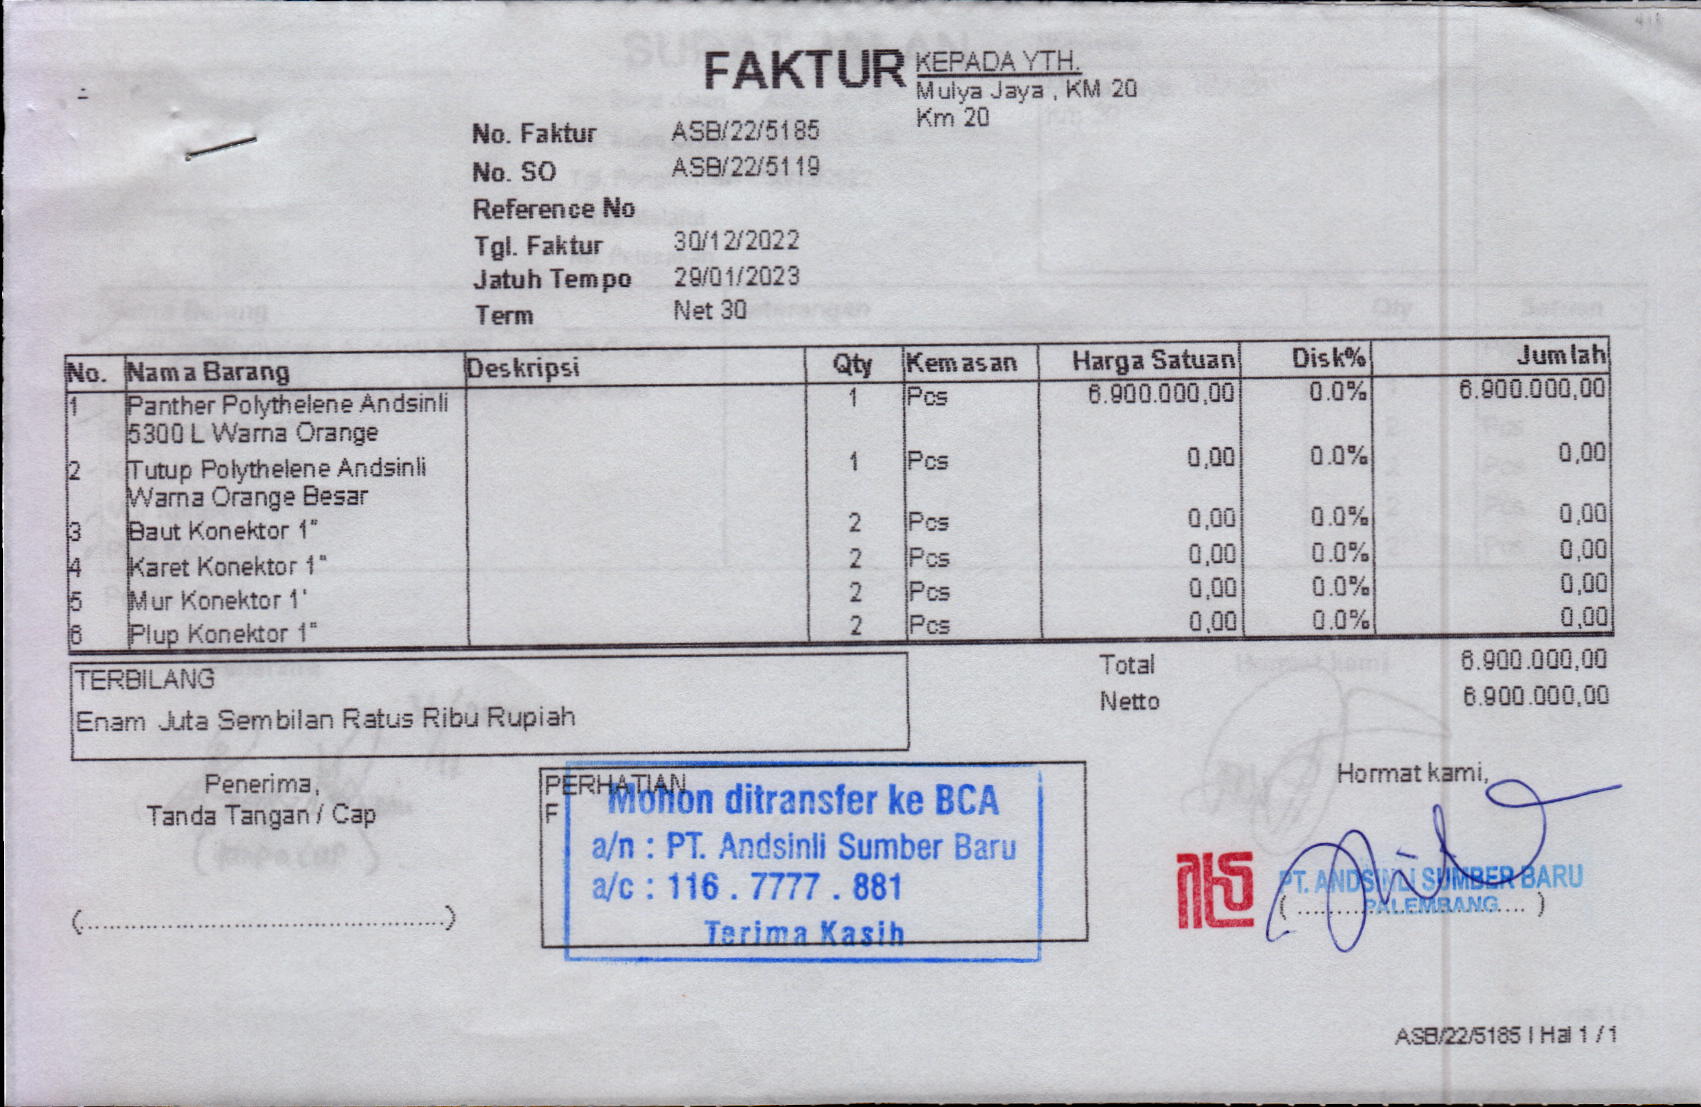 FAKTUR
KEPADA YTH.
Mulya Jaya , KM 20
Km 20
No. Faktur ASB/22/5185
No. SO ASB/22/5119
Reference No
Tgl. Faktur 30/12/2022
Jatuh Tempo 29/01/2023
Term Net 30
No. Nama Barang Deskripsi Qty Kemasan Harga Satuan Disk% Jumlah
1 Panther Polythelene Andsinli 1 Pcs 6.900.000,00 0.0% 6.900.000,00
5300 L Warna Orange
2 Tutup Polythelene Andsinli 1 Pcs 0,00 0.0% 0,00
Warna Orange Besar
3 Baut Konektor 1" 2 Pcs 0,00 0.0% 0,00
4 Karet Konektor 1" 2 Pcs 0,00 0.0% 0,00
5 Mur Konektor 1' 2 Pcs 0,00 0.0% 0,00
6 Plup Konektor 1" 2 Pcs 0,00 0.0% 0,00
TERBILANG
Enam Juta Sembilan Ratus Ribu Rupiah
Total 6.900.000,00
Netto 6.900.000,00
Penerima,
Tanda Tangan / Cap
(..............................................)
PERHATIAN
F
Mohon ditransfer ke BCA
a/n : PT. Andsinli Sumber Baru
a/c : 116 . 7777 . 881
Terima Kasih
Hormat kami,
PT. ANDSINLI SUMBER BARU
PALEMBANG
ASB/22/5185 | Hal 1 / 1